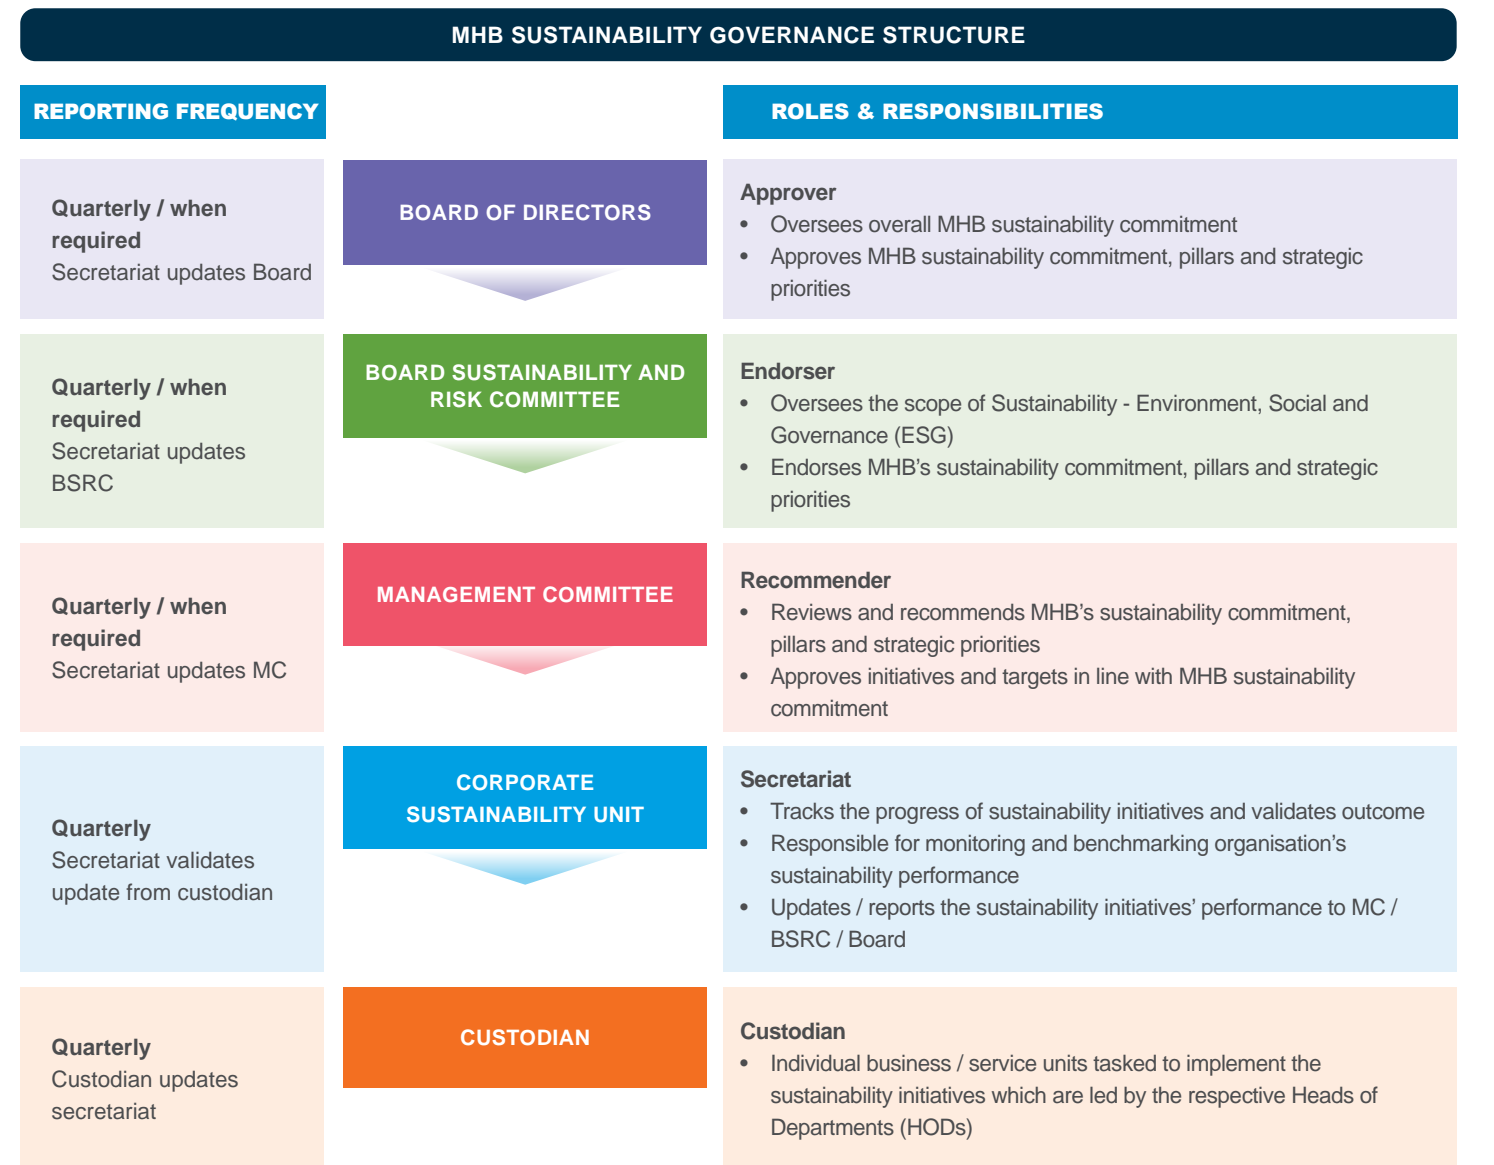 MHB SUSTAINABILITY GOVERNANCE STRUCTURE
REPORTING FREQUENCY
ROLES & RESPONSIBILITIES
Quarterly / when
required
Secretariat updates Board
BOARD OF DIRECTORS
Approver
• Oversees overall MHB sustainability commitment
• Approves MHB sustainability commitment, pillars and strategic
priorities
Quarterly / when
required
Secretariat updates
BSRC
BOARD SUSTAINABILITY AND
RISK COMMITTEE
Endorser
• Oversees the scope of Sustainability - Environment, Social and
Governance (ESG)
• Endorses MHB’s sustainability commitment, pillars and strategic
priorities
Quarterly / when
required
Secretariat updates MC
MANAGEMENT COMMITTEE
Recommender
• Reviews and recommends MHB’s sustainability commitment,
pillars and strategic priorities
• Approves initiatives and targets in line with MHB sustainability
commitment
Quarterly
Secretariat validates
update from custodian
CORPORATE
SUSTAINABILITY UNIT
Secretariat
• Tracks the progress of sustainability initiatives and validates outcome
• Responsible for monitoring and benchmarking organisation’s
sustainability performance
• Updates / reports the sustainability initiatives’ performance to MC /
BSRC / Board
Quarterly
Custodian updates
secretariat
CUSTODIAN
Custodian
• Individual business / service units tasked to implement the
sustainability initiatives which are led by the respective Heads of
Departments (HODs)